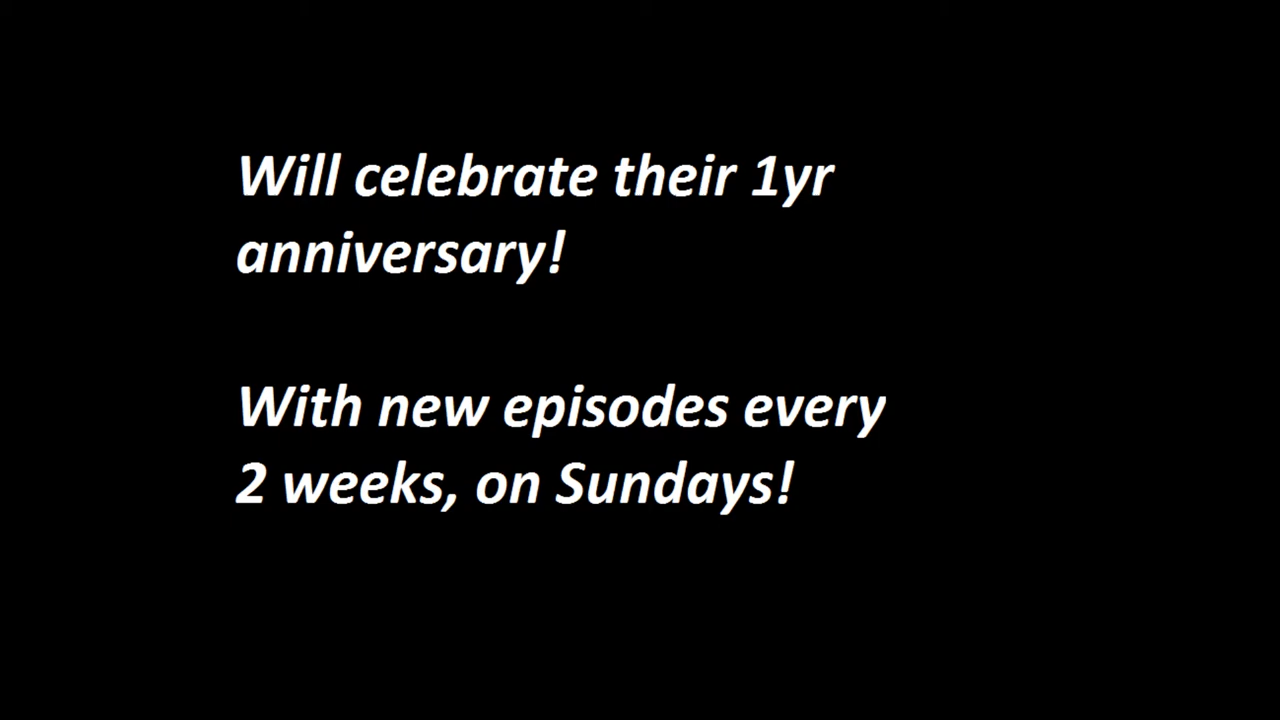 Will celebrate their 1yr
anniversary!
With new episodes every
2 weeks, on Sundays!